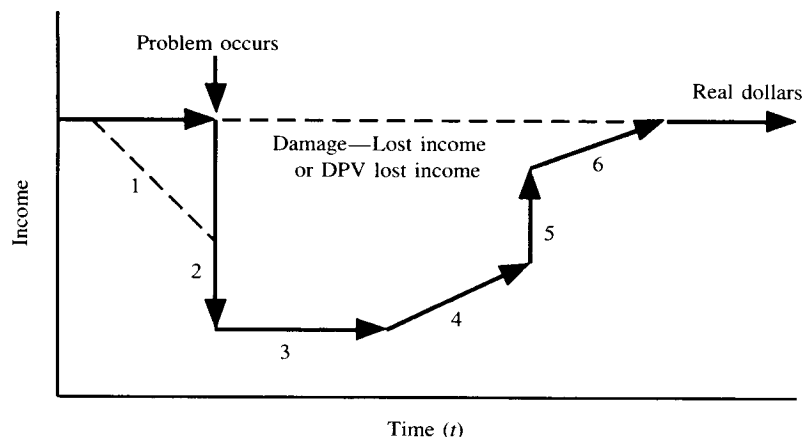 Problem occurs
Real dollars
Damage—Lost income
or DPV lost income
1
6
5
2
4
3
Income
Time (t)